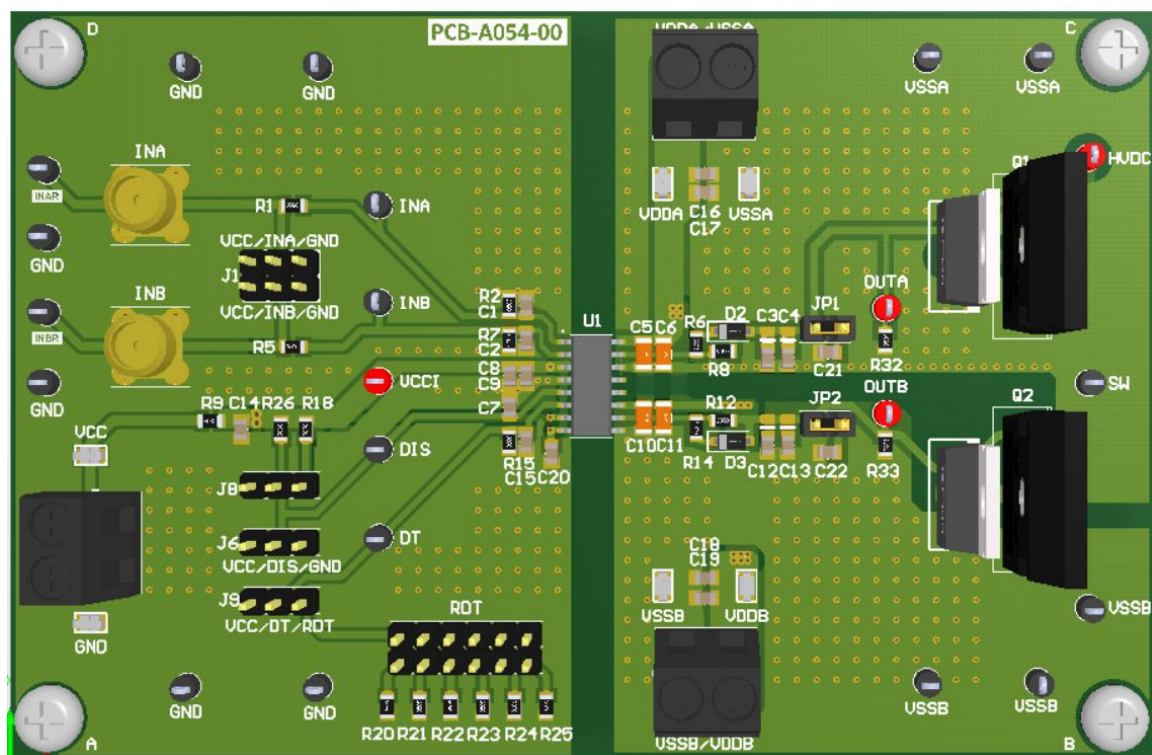 D
PCB-A054-00
VDDA/VSSA
C
GND
GND
VSSA
VSSA
INA
HVDC
Q1
INAR
R1
INA
VDDA
VSSA
GND
VCC/INA/GND
C16
C17
J1
OUTA
INB
VCC/INB/GND
INB
R2
C1
U1
C5
C6
R6
D2
C3
C4
JP1
INBR
R5
R7
C2
R8
C21
R32
C8
C9
OUTB
SW
GND
VCCI
C7
R12
JP2
Q2
R9
C14
R26
R18
VCC
DIS
R15
C15
C20
C10
C11
R14
D3
C12
C13
C22
R33
J8
J6
DT
C18
C19
VCC/DIS/GND
VSSB
VDDB
VSSB
J9
VCC/DT/RDT
RDT
GND
GND
GND
VSSB
VSSB
A
R20
R21
R22
R23
R24
R25
VSSB/VDDB
B